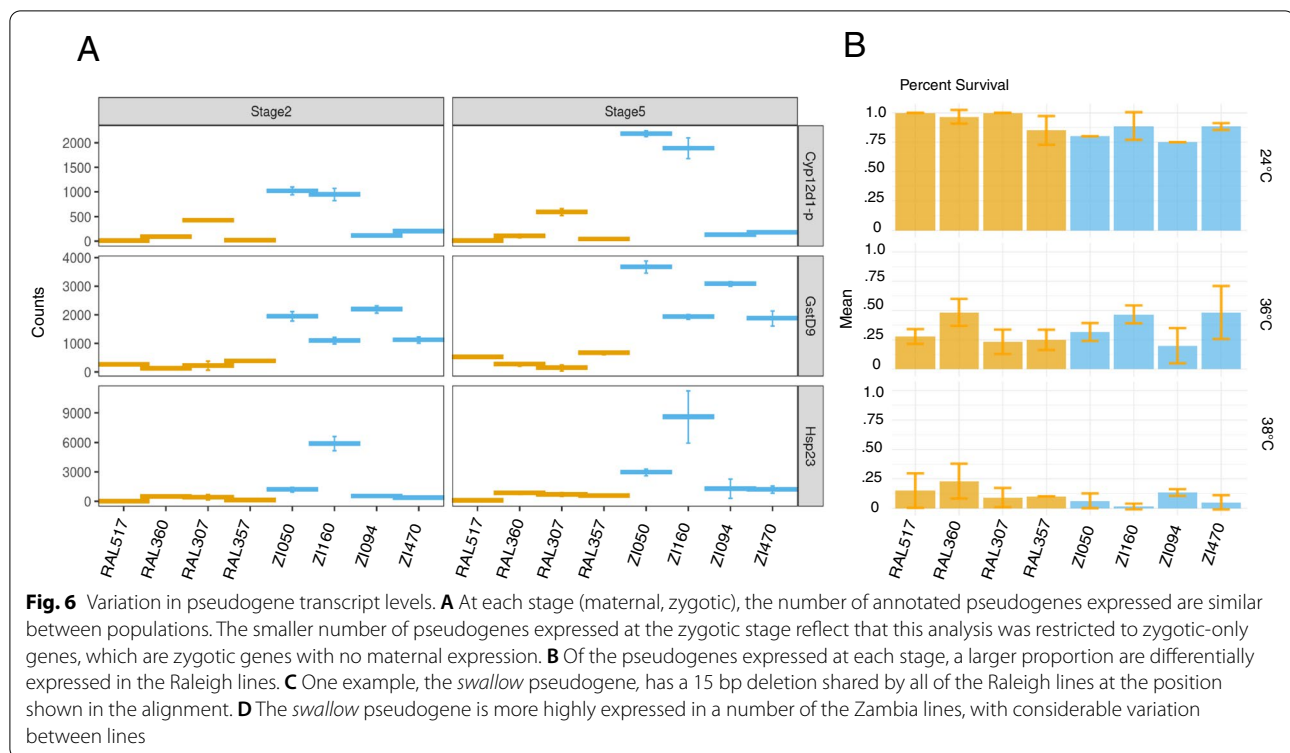 A
B
Percent Survival
Stage2
Stage5
Counts
2000
1500
1000
500
0
Cyp12d1-p
4000
3000
2000
1000
0
GstD9
9000
6000
3000
0
Hsp23
RAL517
RAL360
RAL307
RAL357
ZI050
ZI160
ZI094
ZI470
RAL517
RAL360
RAL307
RAL357
ZI050
ZI160
ZI094
ZI470
Mean
1.0
.75
.50
.25
0
24°C
1.0
.75
.50
.25
0
36°C
1.0
.75
.50
.25
0
38°C
RAL517
RAL360
RAL307
RAL357
ZI050
ZI160
ZI094
ZI470
Fig. 6 Variation in pseudogene transcript levels. A At each stage (maternal, zygotic), the number of annotated pseudogenes expressed are similar
between populations. The smaller number of pseudogenes expressed at the zygotic stage reflect that this analysis was restricted to zygotic-only
genes, which are zygotic genes with no maternal expression. B Of the pseudogenes expressed at each stage, a larger proportion are differentially
expressed in the Raleigh lines. C One example, the swallow pseudogene, has a 15 bp deletion shared by all of the Raleigh lines at the position
shown in the alignment. D The swallow pseudogene is more highly expressed in a number of the Zambia lines, with considerable variation
between lines